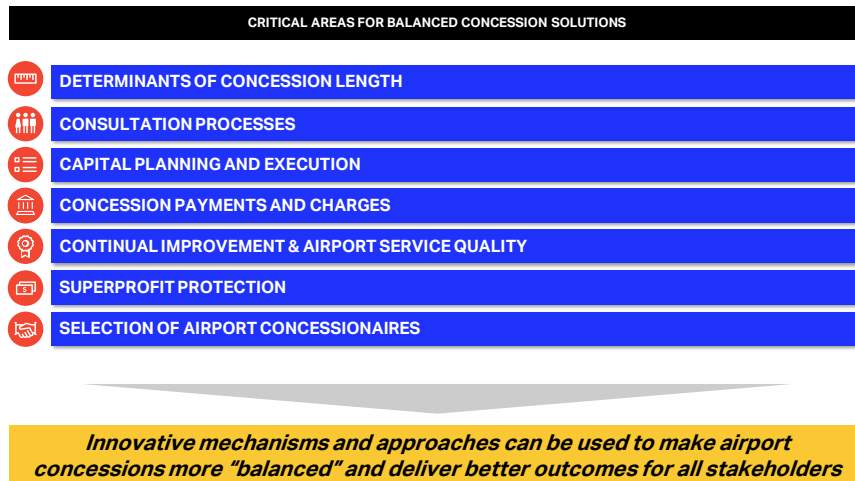 CRITICAL AREAS FOR BALANCED CONCESSION SOLUTIONS
DETERMINANTS OF CONCESSION LENGTH
CONSULTATION PROCESSES
CAPITAL PLANNING AND EXECUTION
CONCESSION PAYMENTS AND CHARGES
CONTINUAL IMPROVEMENT & AIRPORT SERVICE QUALITY
SUPERPROFIT PROTECTION
SELECTION OF AIRPORT CONCESSIONAIRES
Innovative mechanisms and approaches can be used to make airport
concessions more “balanced” and deliver better outcomes for all stakeholders